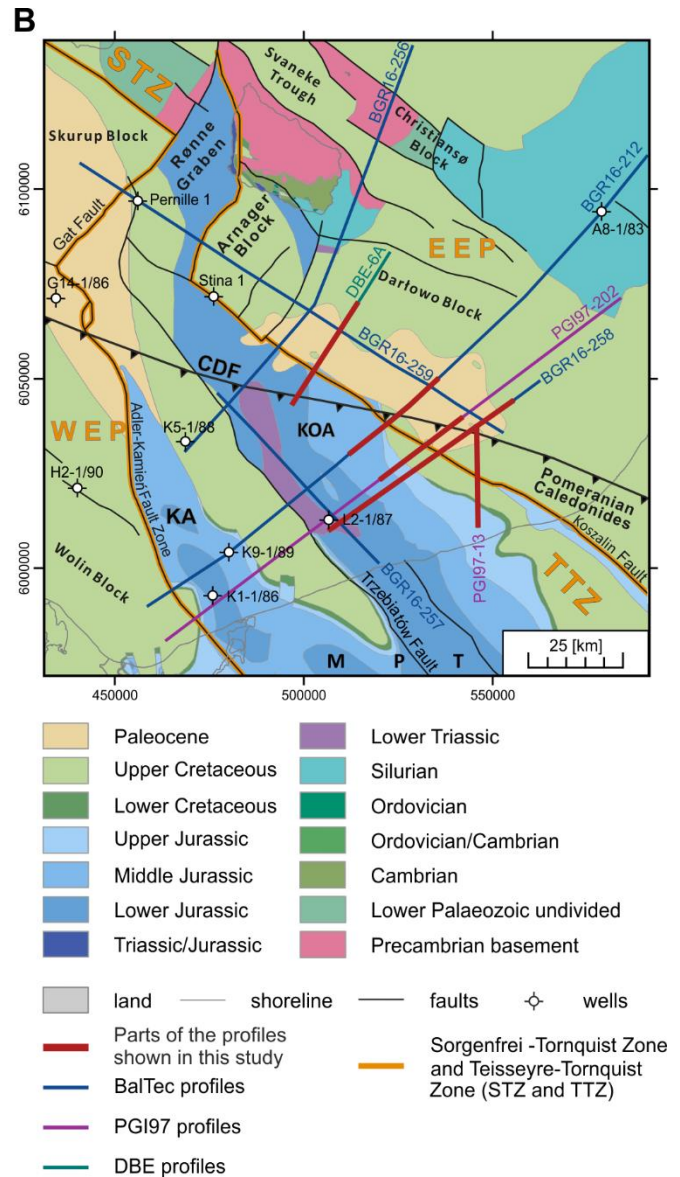 B
STZ
Svaneke
Trough
BGR16-256
Skurup Block
Rønne
Graben
Christiansø
Block
BGR16-212
6100000
Pernille 1
Gat Fault
Arnager
Block
A8-1/83
EEP
G14-1/86
Stina 1
DBE-6A
Darłowo Block
PGI97-202
BGR16-259
BGR16-258
6050000
CDF
KOA
WEP
Adler-Kamień Fault Zone
K5-1/88
H2-1/90
KA
Pomeranian
Caledonides
Koszalin Fault
L2-1/87
K9-1/89
6000000
Wolin Block
K1-1/86
BGR16-257
PGI97-13
TTZ
Trzebiatów Fault
M P T
25 [km]
450000 500000 550000
Paleocene
Upper Cretaceous
Lower Cretaceous
Upper Jurassic
Middle Jurassic
Lower Jurassic
Triassic/Jurassic
Lower Triassic
Silurian
Ordovician
Ordovician/Cambrian
Cambrian
Lower Palaeozoic undivided
Precambrian basement
land shoreline faults wells
Parts of the profiles
shown in this study
BalTec profiles
PGI97 profiles
DBE profiles
Sorgenfrei -Tornquist Zone
and Teisseyre-Tornquist
Zone (STZ and TTZ)